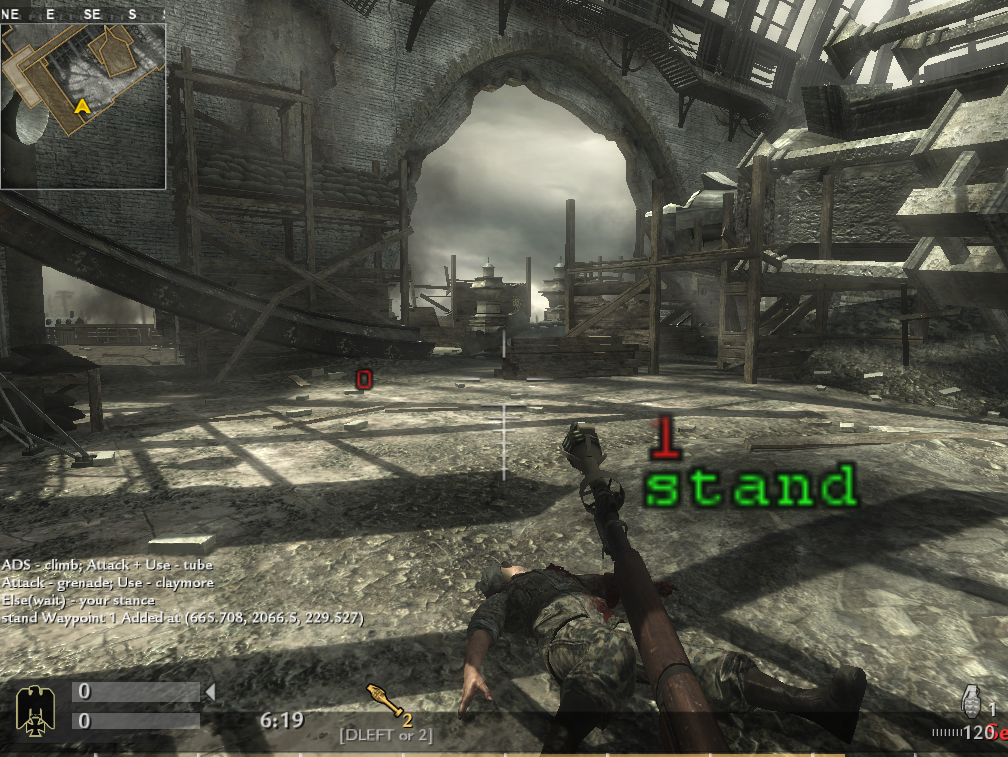 NE E SE S
0
1
stand
ADS - climb; Attack + Use - tube
Attack - grenade; Use - claymore
Else(wait) - your stance
stand Waypoint 1 Added at (665.708, 2066.5, 229.527)
0
0
6:19
2
[DLEFT or 2]
1
120
Se